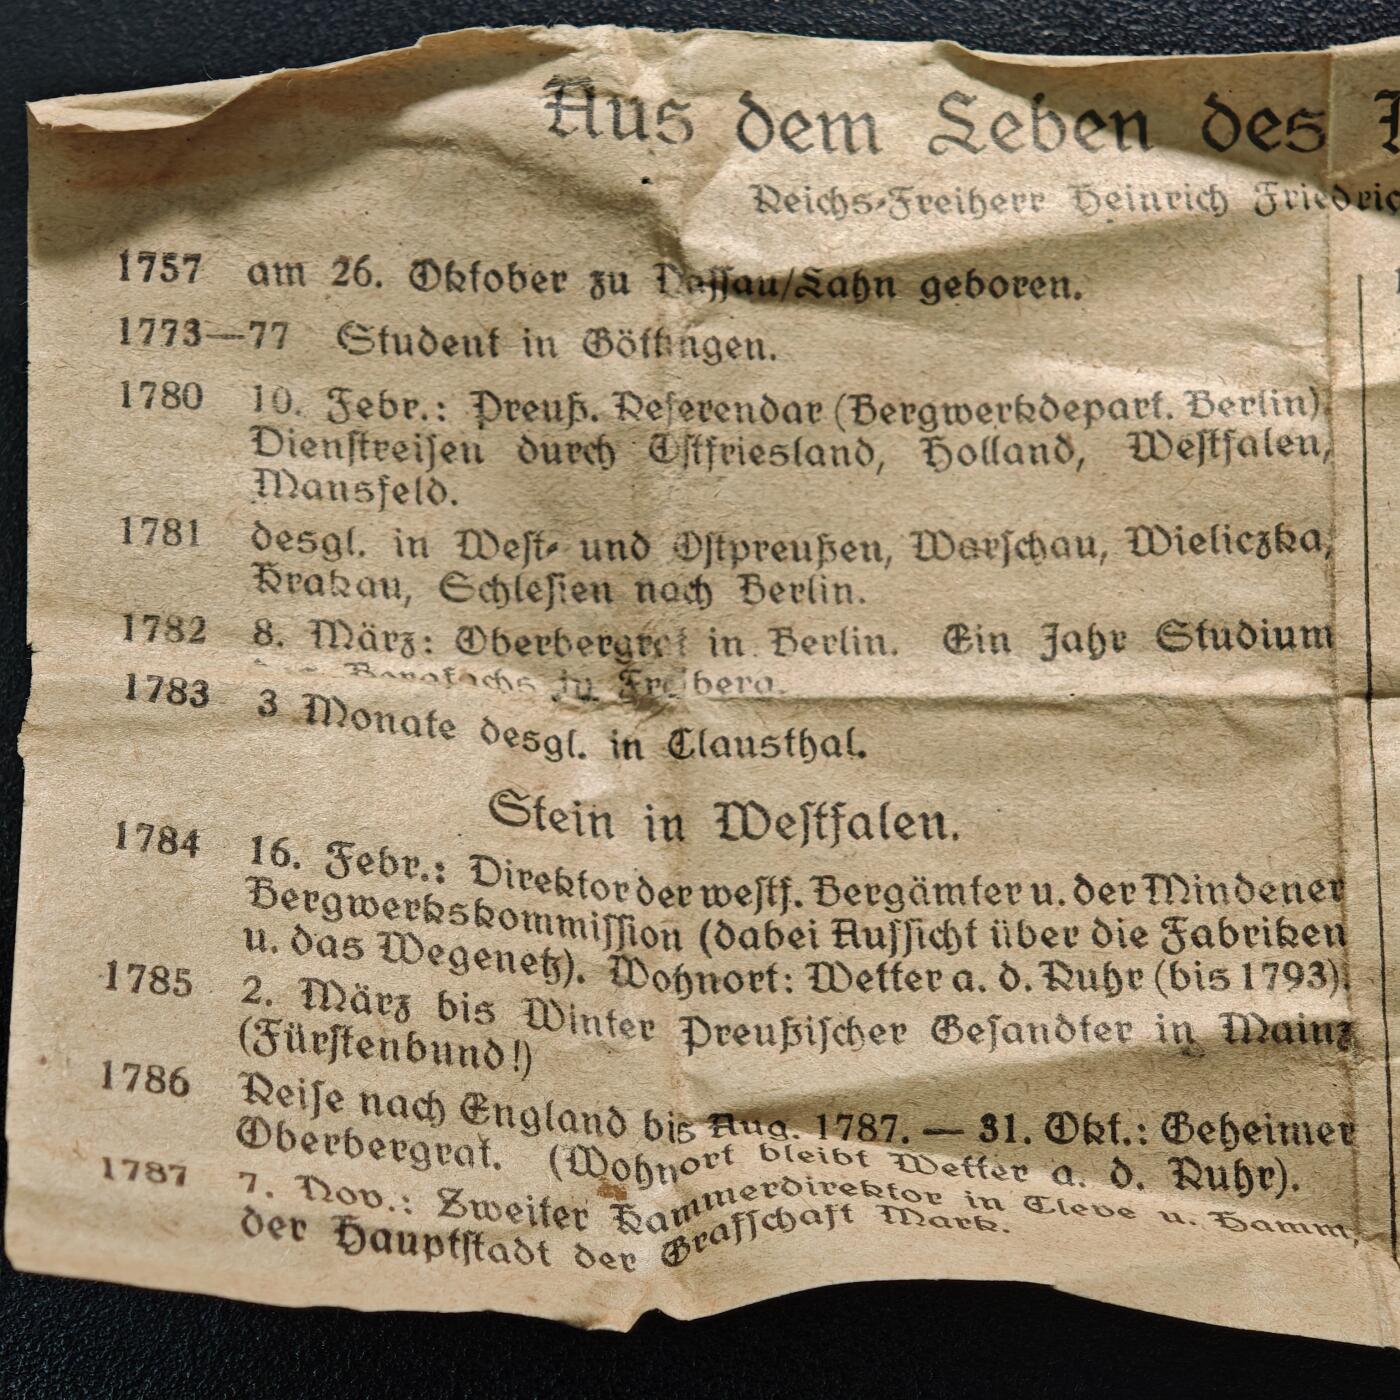 Aus dem Leben des
Reichs-Freiherr Heinrich Friedric
1757 am 26. Oktober zu Nassau/Lahn geboren.
1773—77 Student in Göttingen.
1780 10. Febr.: Preuß. Referendar (Bergwerkdepart. Berlin).
Dienstreisen durch Ostfriesland, Holland, Westfalen,
Mansfeld.
1781 desgl. in West- und Ostpreußen, Warschau, Wieliczka,
Krakau, Schlesien nach Berlin.
1782 8. März: Oberbergrat in Berlin. Ein Jahr Studium
des Bergfachs in Freiberg.
1783 3 Monate desgl. in Clausthal.
Stein in Westfalen.
1784 16. Febr.: Direktor der westf. Bergämter u. der Mindener
Bergwerkskommission (dabei Aufsicht über die Fabriken
u. das Wegenetz). Wohnort: Wetter a. d. Ruhr (bis 1793).
1785 2. März bis Winter Preußischer Gesandter in Mainz
(Fürstenbund!)
1786 Reise nach England bis Aug. 1787. — 31. Okt.: Geheimer
Oberbergrat. (Wohnort bleibt Wetter a. d. Ruhr).
1787 7. Nov.: Zweiter Kammerdirektor in Cleve u. Hamm,
der Hauptstadt der Grafschaft Mark.